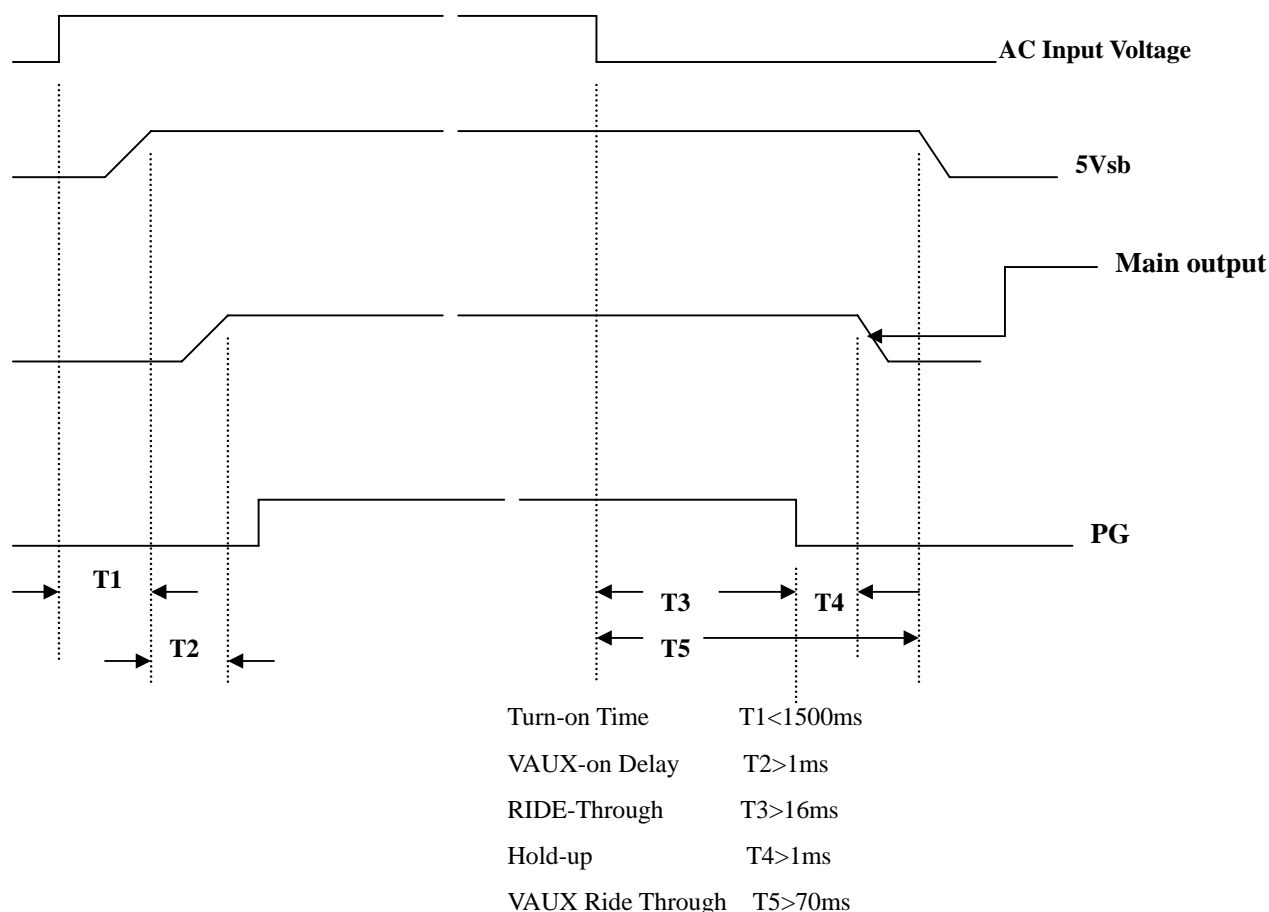 AC Input Voltage
5Vsb
Main output
PG
T1
T3
T4
T2
T5
Turn-on Time T1<1500ms
VAUX-on Delay T2>1ms
RIDE-Through T3>16ms
Hold-up T4>1ms
VAUX Ride Through T5>70ms